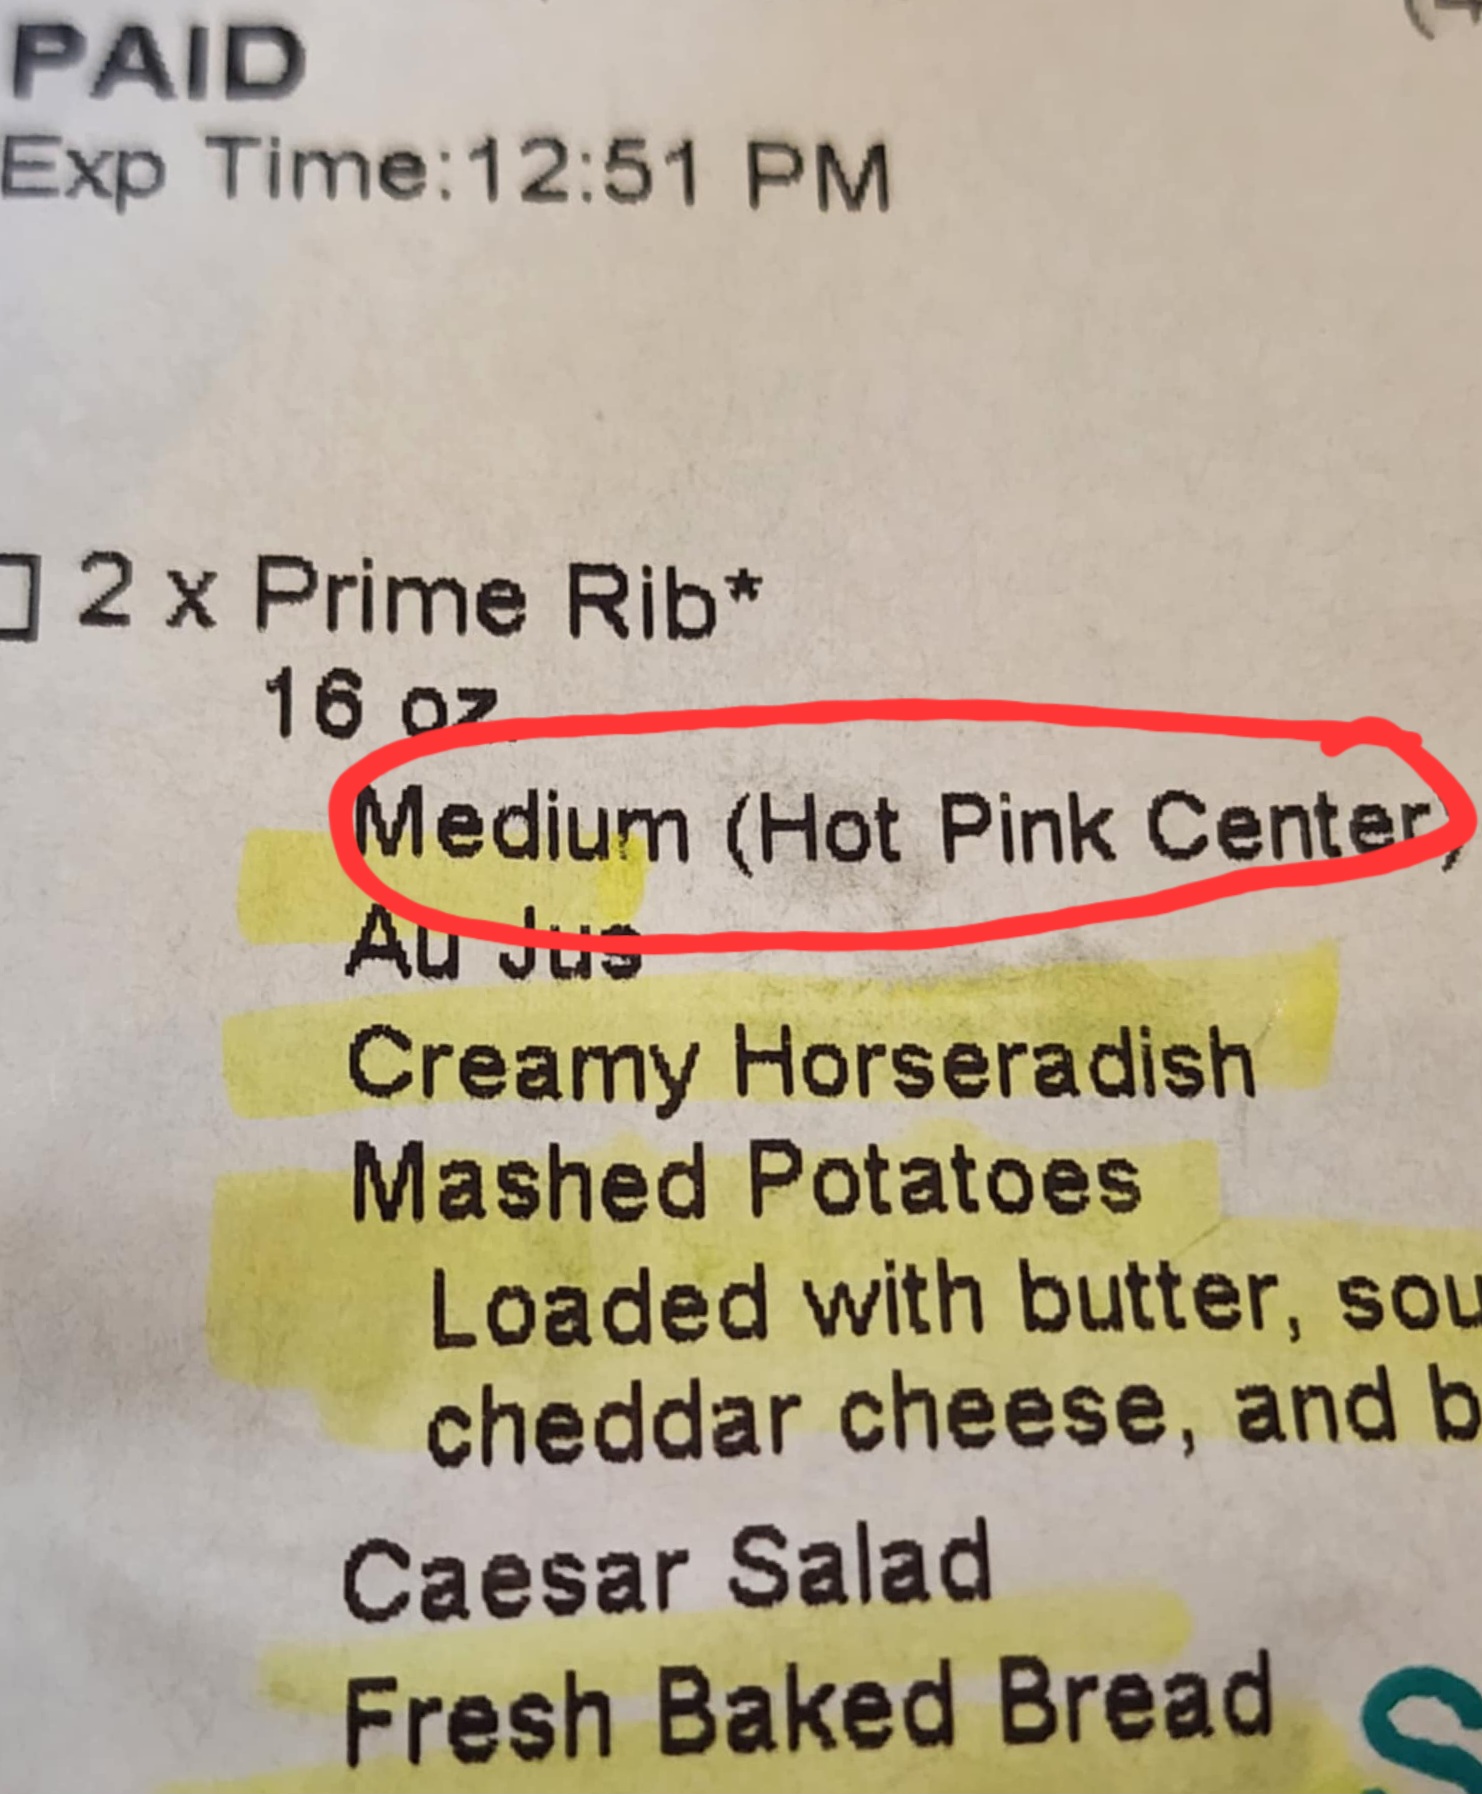 PAID
Exp Time:12:51 PM
2 x Prime Rib*
16 oz.
Medium (Hot Pink Center)
Au Jus
Creamy Horseradish
Mashed Potatoes
Loaded with butter, sou
cheddar cheese, and b
Caesar Salad
Fresh Baked Bread